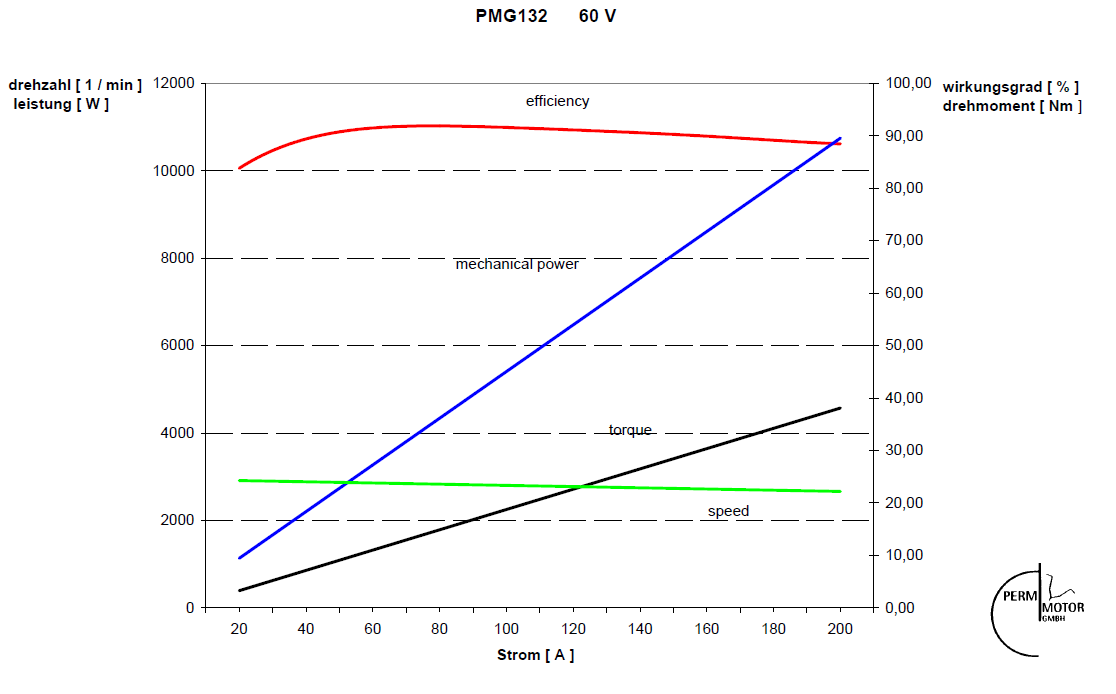 PMG132 60 V
drehzahl [ 1 / min ]
leistung [ W ]
wirkungsgrad [ % ]
drehmoment [ Nm ]
12000
10000
8000
6000
4000
2000
0
100,00
90,00
80,00
70,00
60,00
50,00
40,00
30,00
20,00
10,00
0,00
efficiency
mechanical power
torque
speed
20 40 60 80 100 120 140 160 180 200
Strom [ A ]
PERM
MOTOR
GMBH